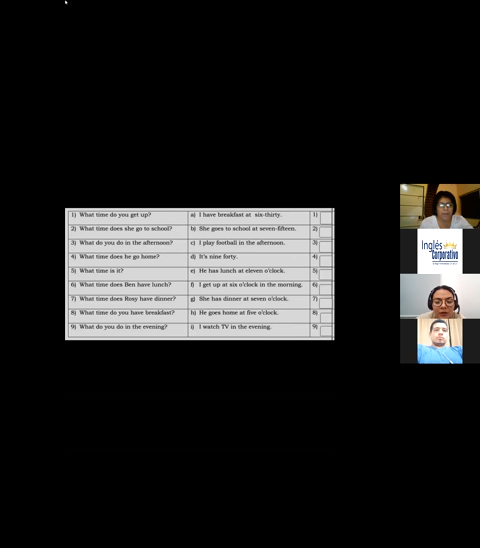 1) What time do you get up? a) I have breakfast at six-thirty. 1)
2) What time does she go to school? b) She goes to school at seven-fifteen. 2)
3) What do you do in the afternoon? c) I play football in the afternoon. 3)
4) What time does he go home? d) It's nine forty. 4)
5) What time is it? e) He has lunch at eleven o'clock. 5)
6) What time does Ben have lunch? f) I get up at six o'clock in the morning. 6)
7) What time does Rosy have dinner? g) She has dinner at seven o'clock. 7)
8) What time do you have breakfast? h) He goes home at five o'clock. 8)
9) What do you do in the evening? i) I watch TV in the evening. 9)
Inglés
Corporativo